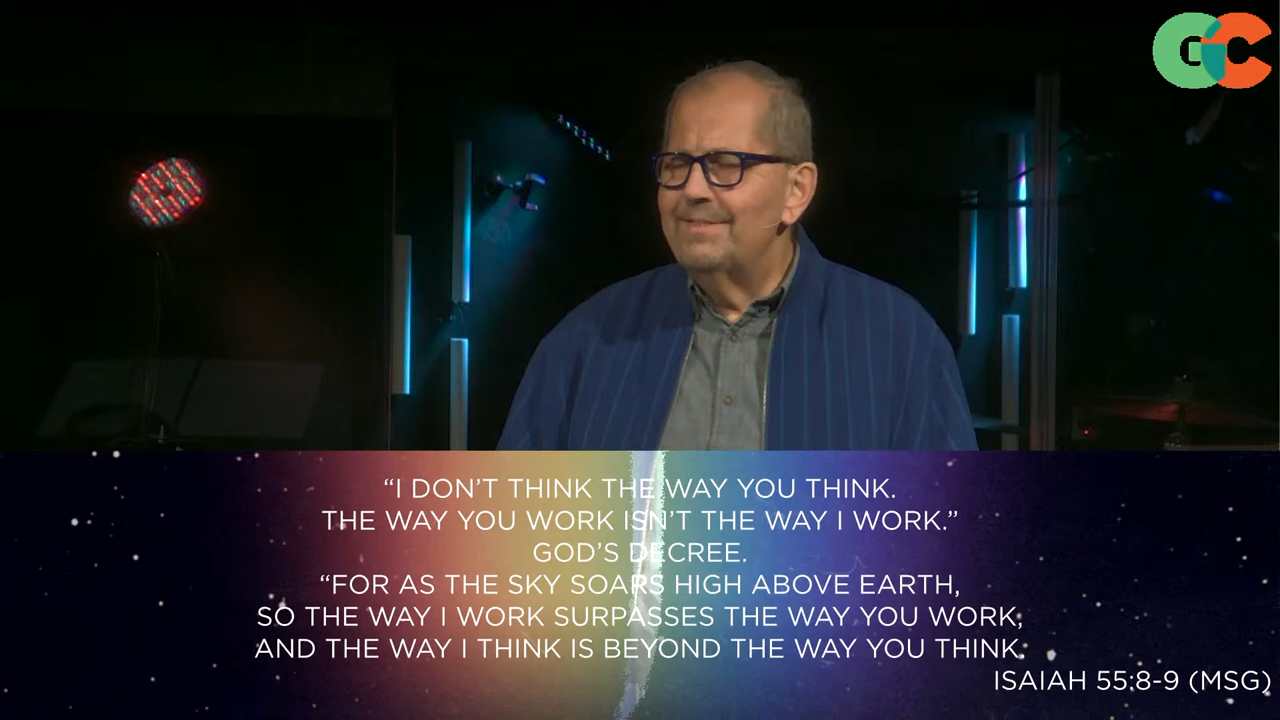 GC
“I DON’T THINK THE WAY YOU THINK.
THE WAY YOU WORK ISN’T THE WAY I WORK.”
GOD’S DECREE.
“FOR AS THE SKY SOARS HIGH ABOVE EARTH,
SO THE WAY I WORK SURPASSES THE WAY YOU WORK,
AND THE WAY I THINK IS BEYOND THE WAY YOU THINK.
ISAIAH 55:8-9 (MSG)